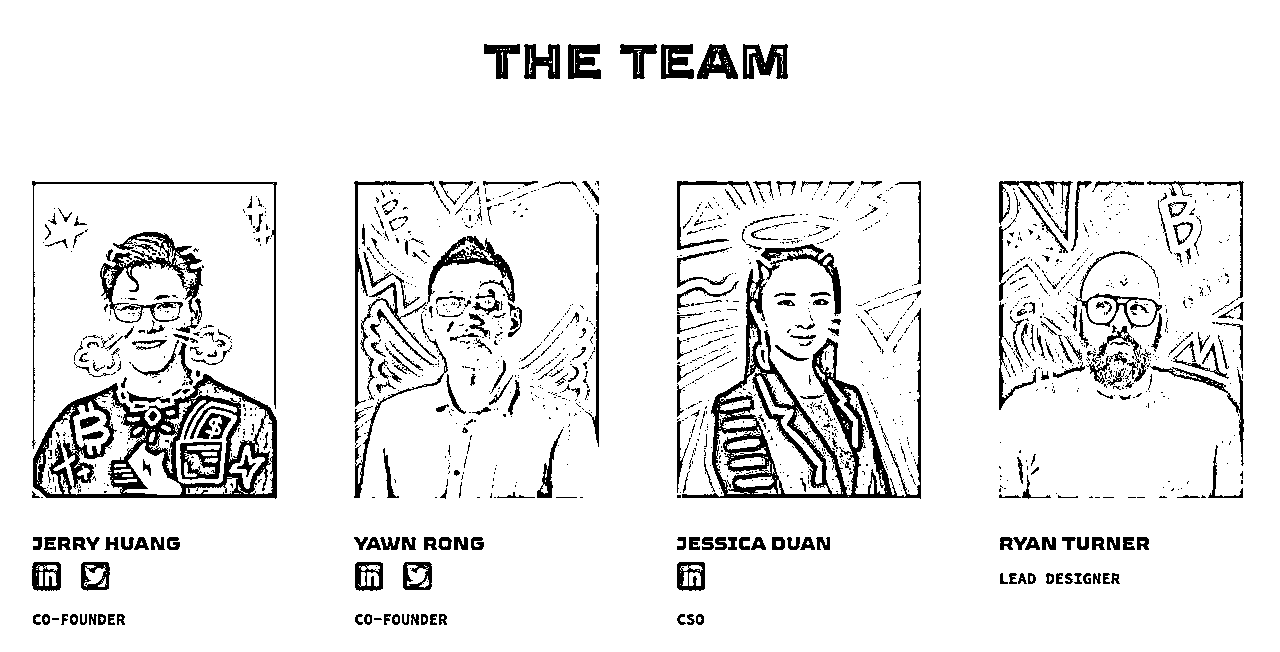 THE TEAM
JERRY HUANG
YAWN RONG
JESSICA DUAN
RYAN TURNER
LEAD DESIGNER
CO-FOUNDER
CO-FOUNDER
CSO